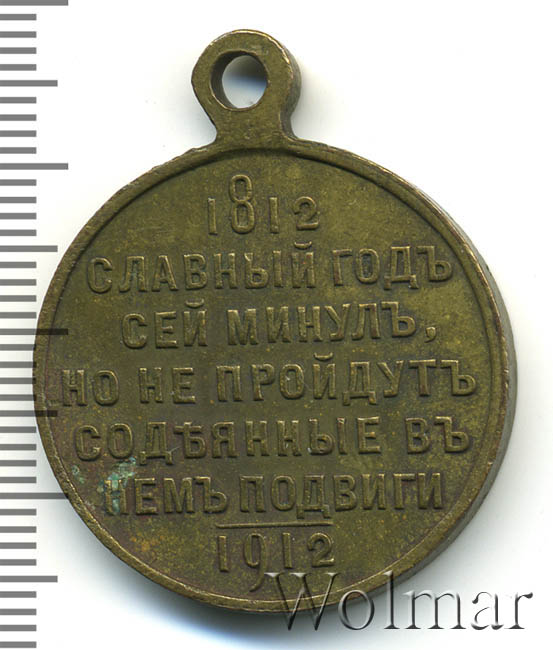 1812
СЛАВНЫЙ ГОДЪ
СЕЙ МИНУЛЪ,
НО НЕ ПРОЙДУТЪ
СОДѢЯННЫЕ ВЪ
НЕМЪ ПОДВИГИ
1912
Wolmar